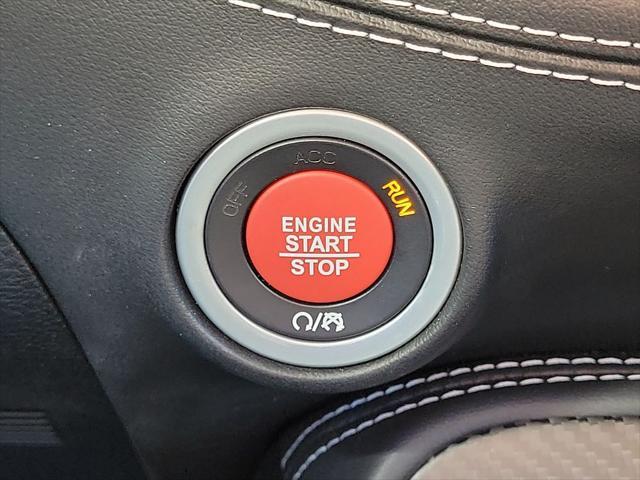 OFF
ACC
RUN
ENGINE
START
STOP